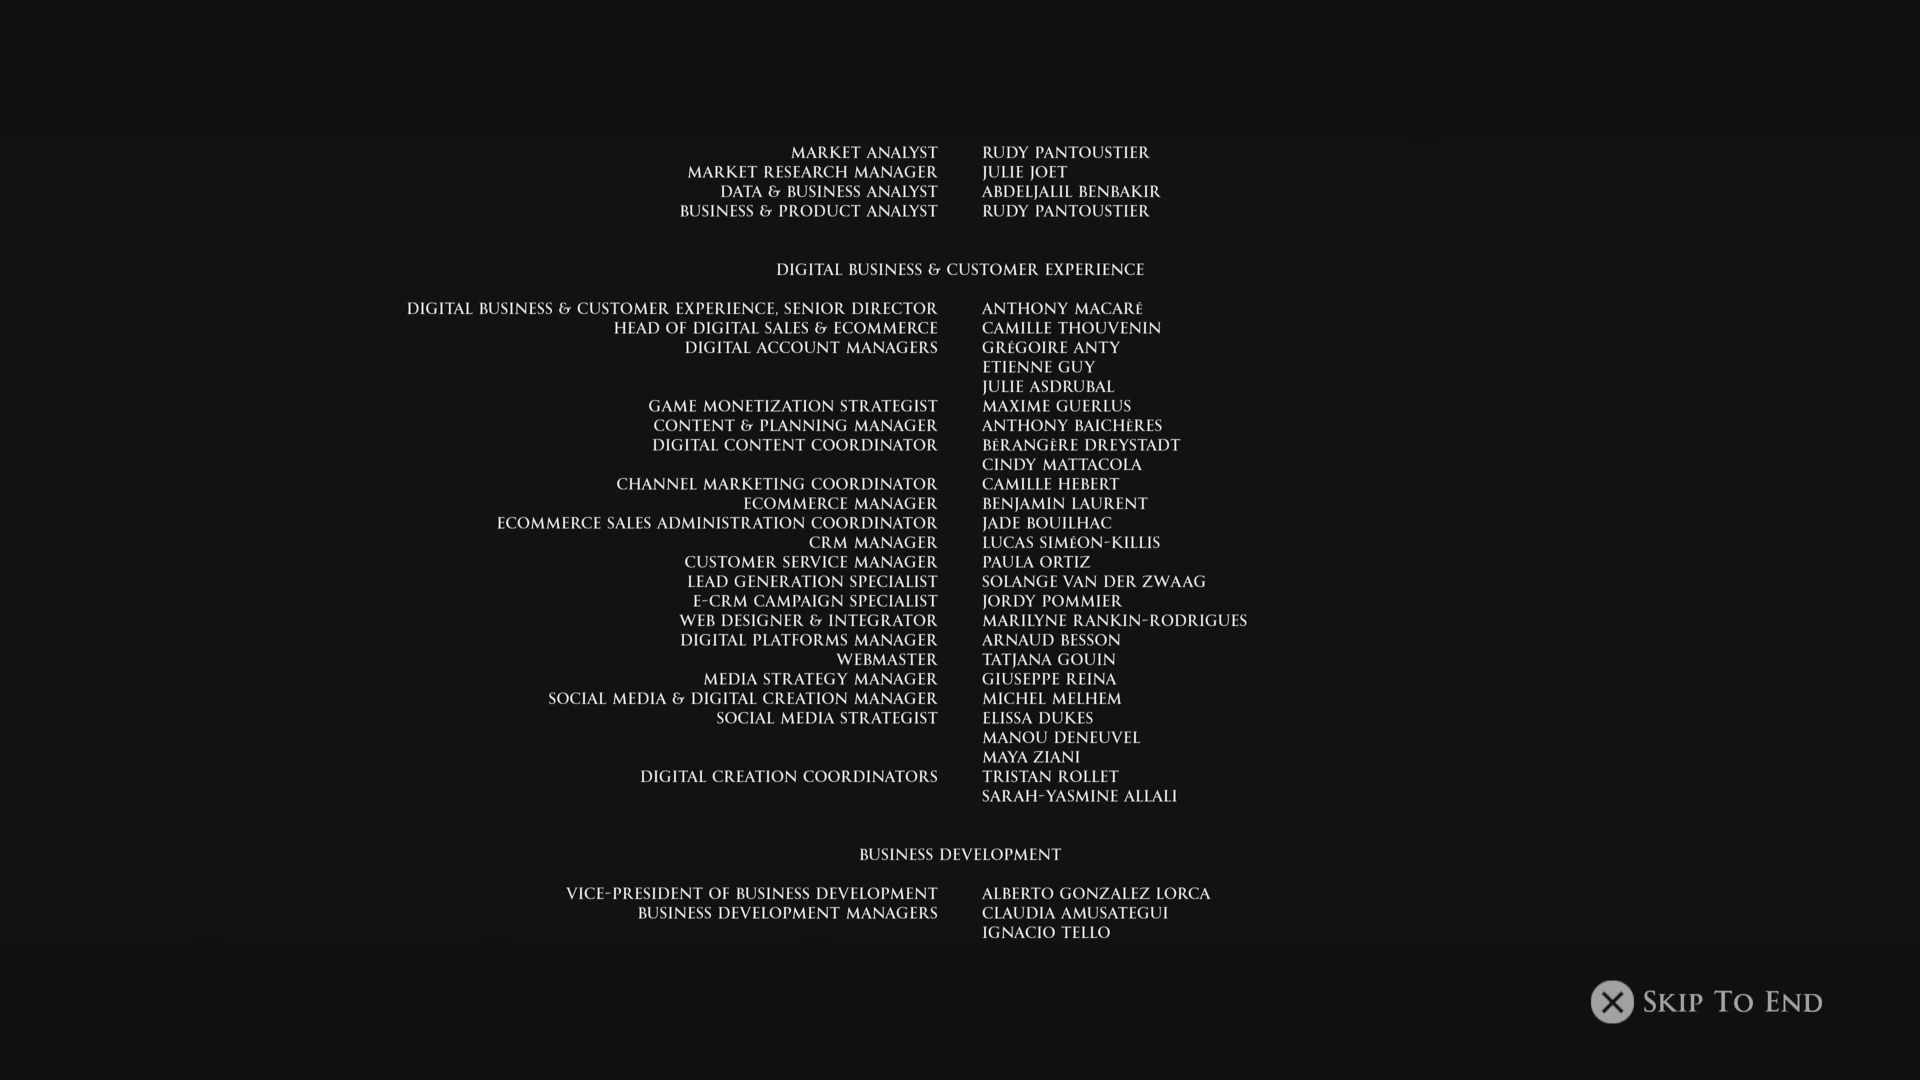 MARKET ANALYST RUDY PANTOUSTIER
MARKET RESEARCH MANAGER JULIE JOET
DATA & BUSINESS ANALYST ABDELJALIL BENBAKIR
BUSINESS & PRODUCT ANALYST RUDY PANTOUSTIER
DIGITAL BUSINESS & CUSTOMER EXPERIENCE
DIGITAL BUSINESS & CUSTOMER EXPERIENCE, SENIOR DIRECTOR ANTHONY MACARÉ
HEAD OF DIGITAL SALES & ECOMMERCE CAMILLE THOUVENIN
DIGITAL ACCOUNT MANAGERS GRÉGOIRE ANTY
ETIENNE GUY
JULIE ASDRUBAL
GAME MONETIZATION STRATEGIST MAXIME GUERLUS
CONTENT & PLANNING MANAGER ANTHONY BAICHÈRES
DIGITAL CONTENT COORDINATOR BÉRANGÈRE DREYSTADT
CINDY MATTACOLA
CHANNEL MARKETING COORDINATOR CAMILLE HEBERT
ECOMMERCE MANAGER BENJAMIN LAURENT
ECOMMERCE SALES ADMINISTRATION COORDINATOR JADE BOUILHAC
CRM MANAGER LUCAS SIMÉON-KILLIS
CUSTOMER SERVICE MANAGER PAULA ORTIZ
LEAD GENERATION SPECIALIST SOLANGE VAN DER ZWAAG
E-CRM CAMPAIGN SPECIALIST JORDY POMMIER
WEB DESIGNER & INTEGRATOR MARILYNE RANKIN-RODRIGUES
DIGITAL PLATFORMS MANAGER ARNAUD BESSON
WEBMASTER TATJANA GOUIN
MEDIA STRATEGY MANAGER GIUSEPPE REINA
SOCIAL MEDIA & DIGITAL CREATION MANAGER MICHEL MELHEM
SOCIAL MEDIA STRATEGIST ELISSA DUKES
MANOU DENEUVEL
MAYA ZIANI
DIGITAL CREATION COORDINATORS TRISTAN ROLLET
SARAH-YASMINE ALLALI
BUSINESS DEVELOPMENT
VICE-PRESIDENT OF BUSINESS DEVELOPMENT ALBERTO GONZALEZ LORCA
BUSINESS DEVELOPMENT MANAGERS CLAUDIA AMUSATEGUI
IGNACIO TELLO
SKIP TO END